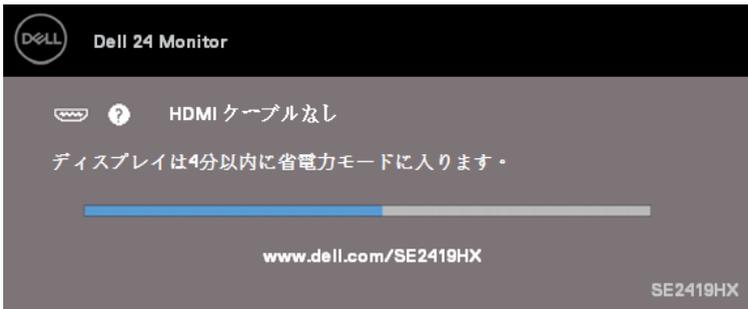 DELL
Dell 24 Monitor
? HDMI ケーブルなし
ディスプレイは4分以内に省電力モードに入ります。
www.dell.com/SE2419HX
SE2419HX